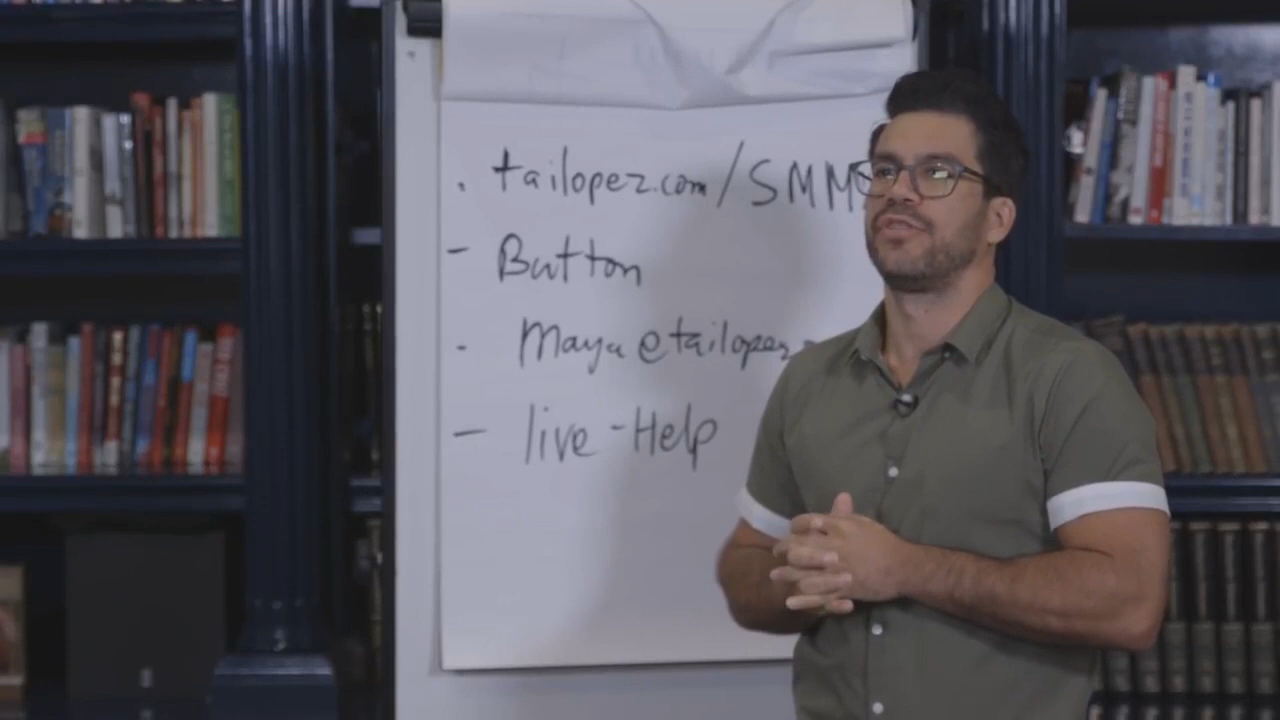 . tailopez.com/SMM
- Button
. Maya@tailopez
- live-Help